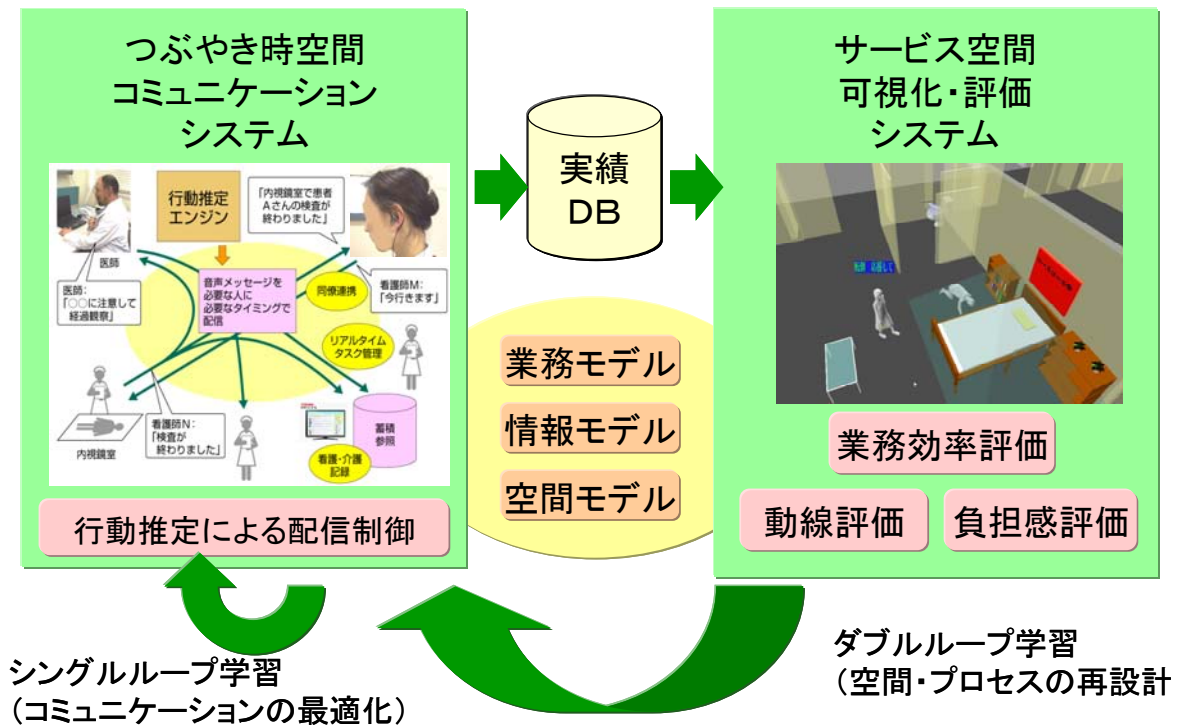 つぶやき時空間
コミュニケーション
システム
行動推定
エンジン
「内視鏡室で患者
Aさんの検査が
終わりました」
医師
医師:
「○○に注意して
経過観察」
音声メッセージを
必要な人に
必要なタイミングで
配信
同僚連携
看護師M:
「今行きます」
リアルタイム
タスク管理
内視鏡室
看護師N:
「検査が
終わりました」
蓄積
参照
看護・介護
記録
行動推定による配信制御
実績
DB
業務モデル
情報モデル
空間モデル
サービス空間
可視化・評価
システム
業務効率評価
動線評価
負担感評価
シングルループ学習
(コミュニケーションの最適化)
ダブルループ学習
(空間・プロセスの再設計